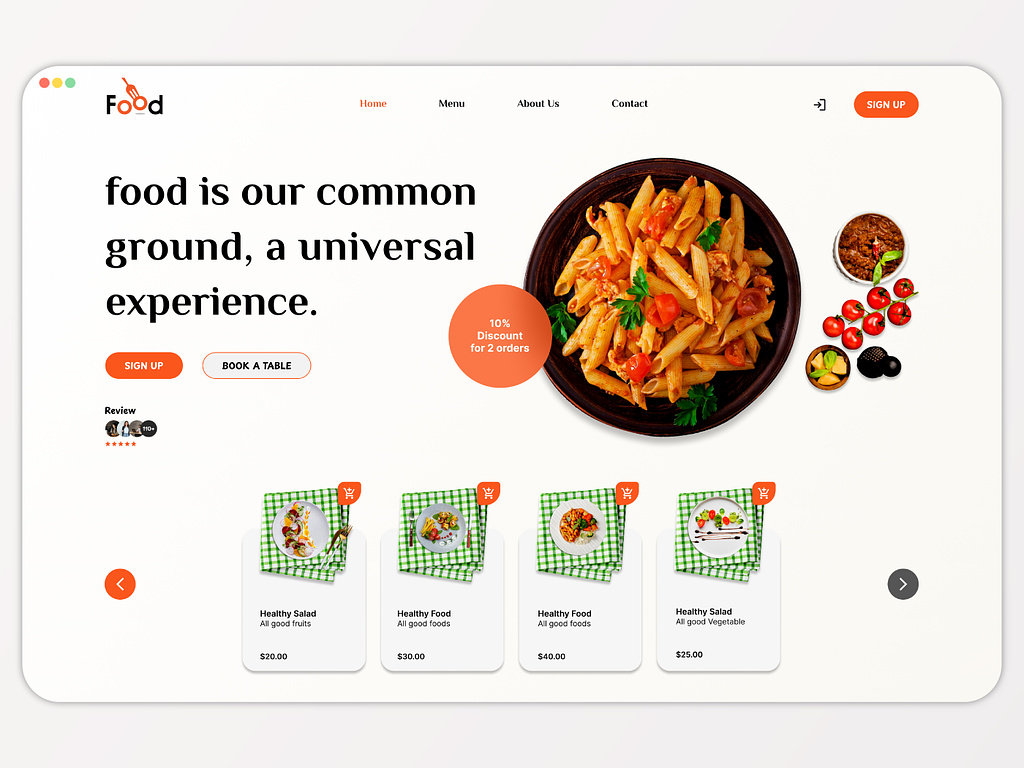 Food
Home
Menu
About Us
Contact
SIGN UP
food is our common
ground, a universal
experience.
10%
Discount
for 2 orders
SIGN UP
BOOK A TABLE
Review
110+
Healthy Salad
All good fruits
$20.00
Healthy Food
All good foods
$30.00
Healthy Food
All good foods
$40.00
Healthy Salad
All good Vegetable
$25.00